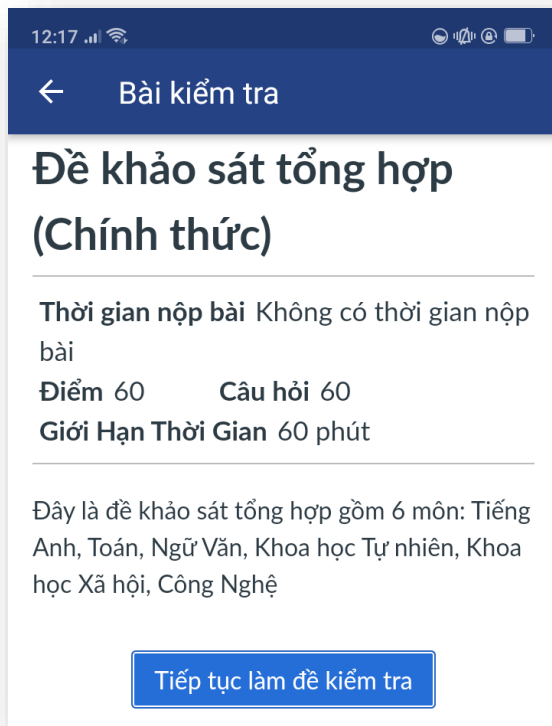 12:17
Bài kiểm tra
Đề khảo sát tổng hợp
(Chính thức)
Thời gian nộp bài Không có thời gian nộp
bài
Điểm 60 Câu hỏi 60
Giới Hạn Thời Gian 60 phút
Đây là đề khảo sát tổng hợp gồm 6 môn: Tiếng
Anh, Toán, Ngữ Văn, Khoa học Tự nhiên, Khoa
học Xã hội, Công Nghệ
Tiếp tục làm đề kiểm tra